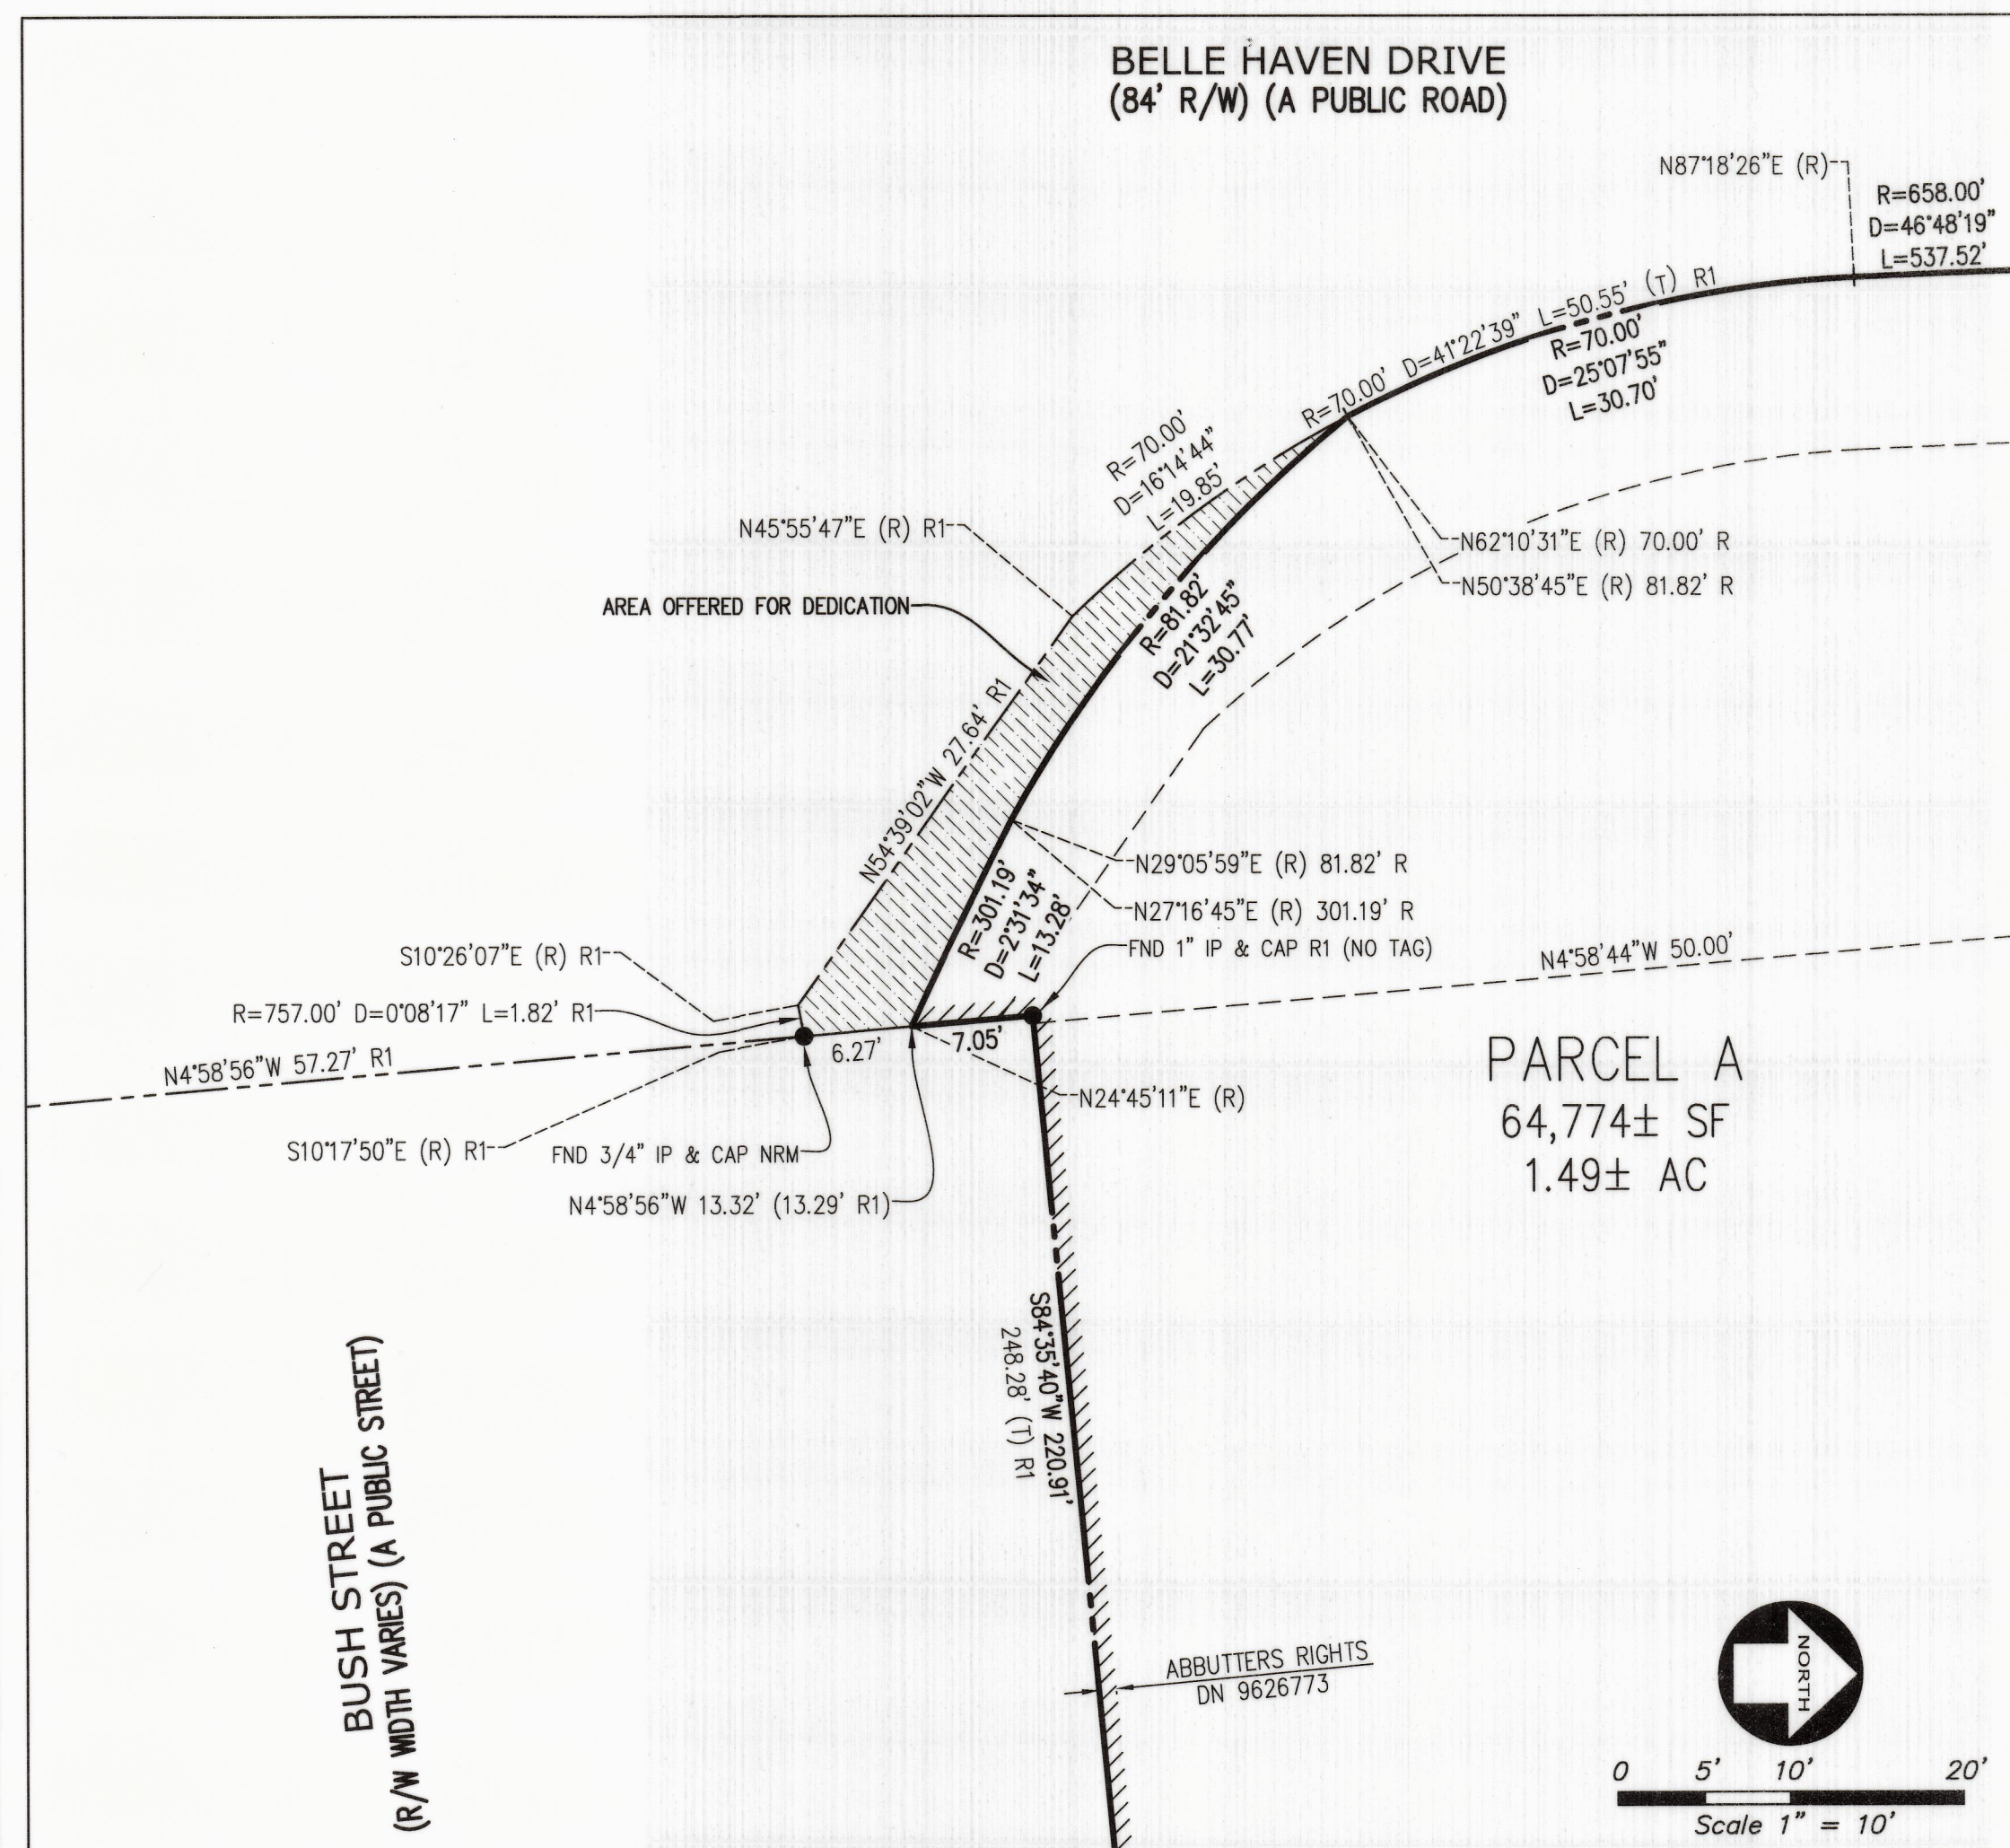 BELLE HAVEN DRIVE
(84' R/W) (A PUBLIC ROAD)
N87°18'26"E (R)
R=658.00'
D=46°48'19"
L=537.52'
R=70.00' D=41°22'39" L=50.55' (T) R1
R=70.00'
D=25°07'55"
L=30.70'
R=70.00'
D=16°14'44"
L=19.85'
N45°55'47"E (R) R1
N62°10'31"E (R) 70.00' R
N50°38'45"E (R) 81.82' R
AREA OFFERED FOR DEDICATION
R=81.82'
D=21°32'45"
L=30.77'
N54°39'02"W 27.64' R1
N29°05'59"E (R) 81.82' R
N27°16'45"E (R) 301.19' R
R=301.19'
D=2°31'34"
L=13.28'
FND 1" IP & CAP R1 (NO TAG)
N4°58'44"W 50.00'
S10°26'07"E (R) R1
R=757.00' D=0°08'17" L=1.82' R1
N4°58'56"W 57.27' R1
6.27'
7.05'
N24°45'11"E (R)
S10°17'50"E (R) R1
FND 3/4" IP & CAP NRM
N4°58'56"W 13.32' (13.29' R1)
PARCEL A
64,774± SF
1.49± AC
S84°35'40"W 220.91'
248.28' (T) R1
BUSH STREET
(R/W WIDTH VARIES) (A PUBLIC STREET)
ABBUTTERS RIGHTS
DN 9626773
NORTH
0 5' 10' 20'
Scale 1" = 10'